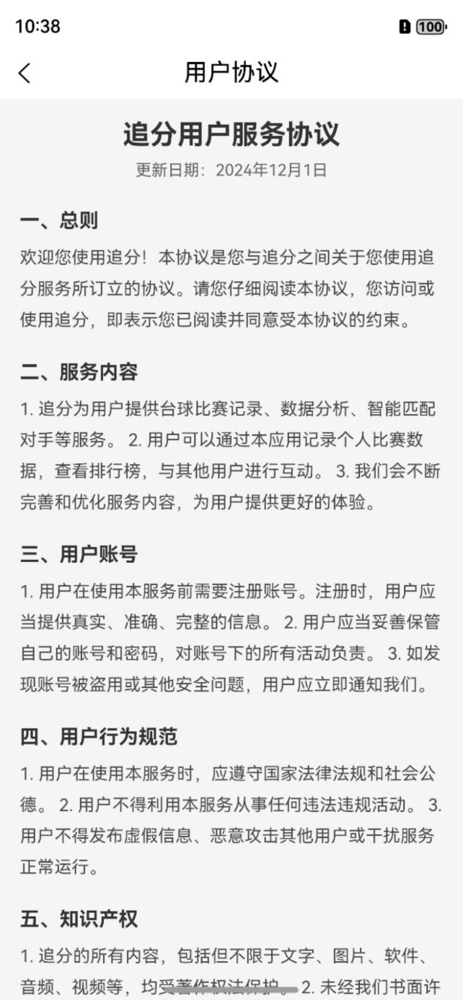 10:38
100
用户协议
追分用户服务协议
更新日期：2024年12月1日
一、总则
欢迎您使用追分！本协议是您与追分之间关于您使用追
分服务所订立的协议。请您仔细阅读本协议，您访问或
使用追分，即表示您已阅读并同意受本协议的约束。
二、服务内容
1. 追分为用户提供台球比赛记录、数据分析、智能匹配
对手等服务。 2. 用户可以通过本应用记录个人比赛数
据，查看排行榜，与其他用户进行互动。 3. 我们会不断
完善和优化服务内容，为用户提供更好的体验。
三、用户账号
1. 用户在使用本服务前需要注册账号。注册时，用户应
当提供真实、准确、完整的信息。 2. 用户应当妥善保管
自己的账号和密码，对账号下的所有活动负责。 3. 如发
现账号被盗用或其他安全问题，用户应立即通知我们。
四、用户行为规范
1. 用户在使用本服务时，应遵守国家法律法规和社会公
德。 2. 用户不得利用本服务从事任何违法违规活动。 3.
用户不得发布虚假信息、恶意攻击其他用户或干扰服务
正常运行。
五、知识产权
1. 追分的所有内容，包括但不限于文字、图片、软件、
音频、视频等，均受著作权法保护。 2. 未经我们书面许